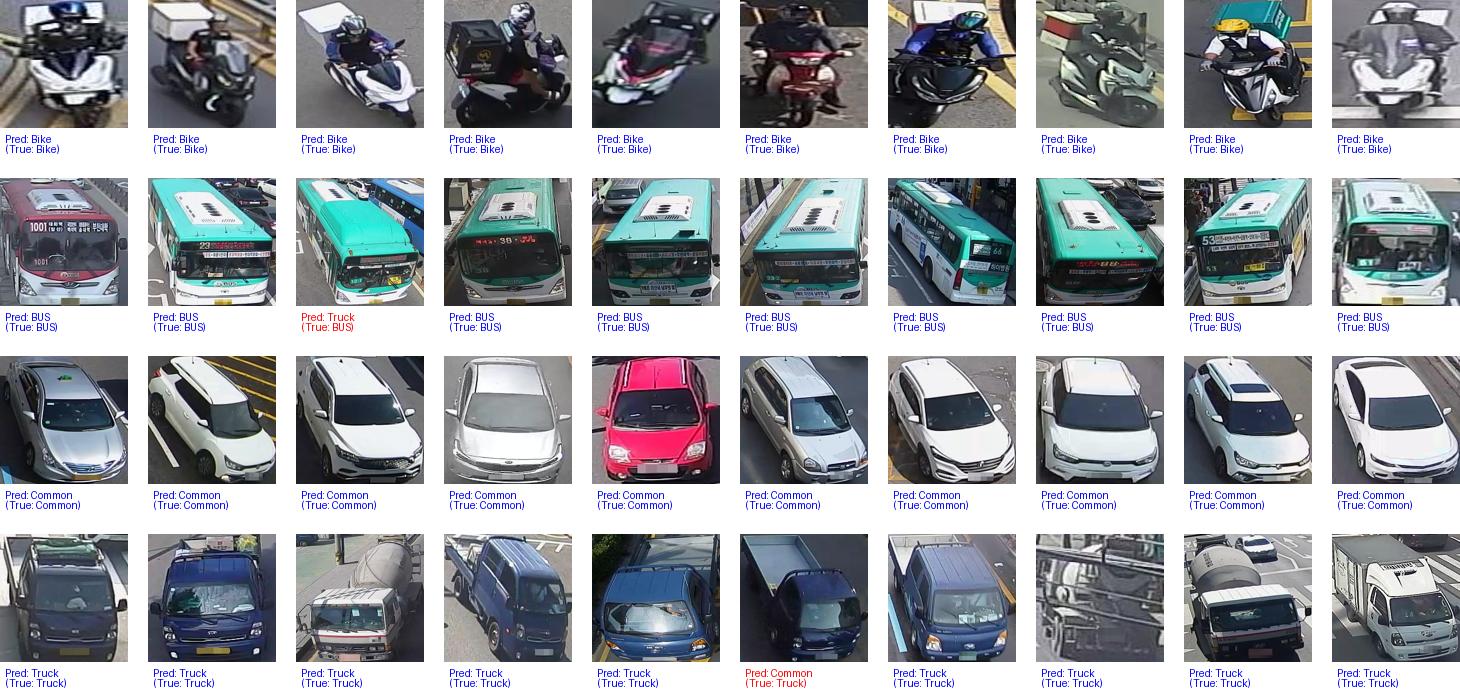 Pred: Bike
(True: Bike)
Pred: Bike
(True: Bike)
Pred: Bike
(True: Bike)
Pred: Bike
(True: Bike)
Pred: Bike
(True: Bike)
Pred: Bike
(True: Bike)
Pred: Bike
(True: Bike)
Pred: Bike
(True: Bike)
Pred: Bike
(True: Bike)
Pred: Bike
(True: Bike)
1001
1001
23
38
66
53
53
Pred: BUS
(True: BUS)
Pred: BUS
(True: BUS)
Pred: Truck
(True: BUS)
Pred: BUS
(True: BUS)
Pred: BUS
(True: BUS)
Pred: BUS
(True: BUS)
Pred: BUS
(True: BUS)
Pred: BUS
(True: BUS)
Pred: BUS
(True: BUS)
Pred: BUS
(True: BUS)
Pred: Common
(True: Common)
Pred: Common
(True: Common)
Pred: Common
(True: Common)
Pred: Common
(True: Common)
Pred: Common
(True: Common)
Pred: Common
(True: Common)
Pred: Common
(True: Common)
Pred: Common
(True: Common)
Pred: Common
(True: Common)
Pred: Common
(True: Common)
Pred: Truck
(True: Truck)
Pred: Truck
(True: Truck)
Pred: Truck
(True: Truck)
Pred: Truck
(True: Truck)
Pred: Truck
(True: Truck)
Pred: Common
(True: Truck)
Pred: Truck
(True: Truck)
Pred: Truck
(True: Truck)
Pred: Truck
(True: Truck)
Pred: Truck
(True: Truck)